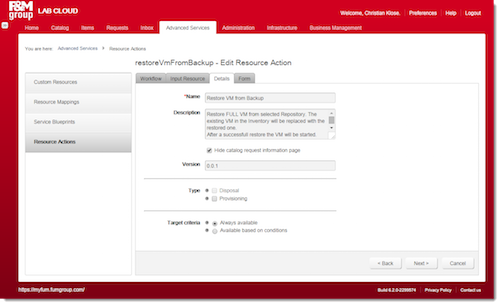 F&M
group
LAB CLOUD
Welcome, Christian Klose.
Preferences
Help
Logout
Home
Catalog
Items
Requests
Inbox
Advanced Services
Administration
Infrastructure
Business Management
You are here:
Advanced Services
Resource Actions
restoreVmFromBackup - Edit Resource Action
Custom Resources
Resource Mappings
Service Blueprints
Resource Actions
Workflow
Input Resource
Details
Form
*Name
Restore VM from Backup
Description
Restore FULL VM from selected Repository. The
existing VM in the Inventory will be replaced with the
restored one.
After a successfull restore the VM will be started
Hide catalog request information page
Version
0.0.1
Type
Disposal
Provisioning
Target criteria
Always available
Available based on conditions
< Back
Next >
Cancel
https://myfum.fumgroup.com/
Build 6.2.0-2289574
Privacy Policy
Contact us